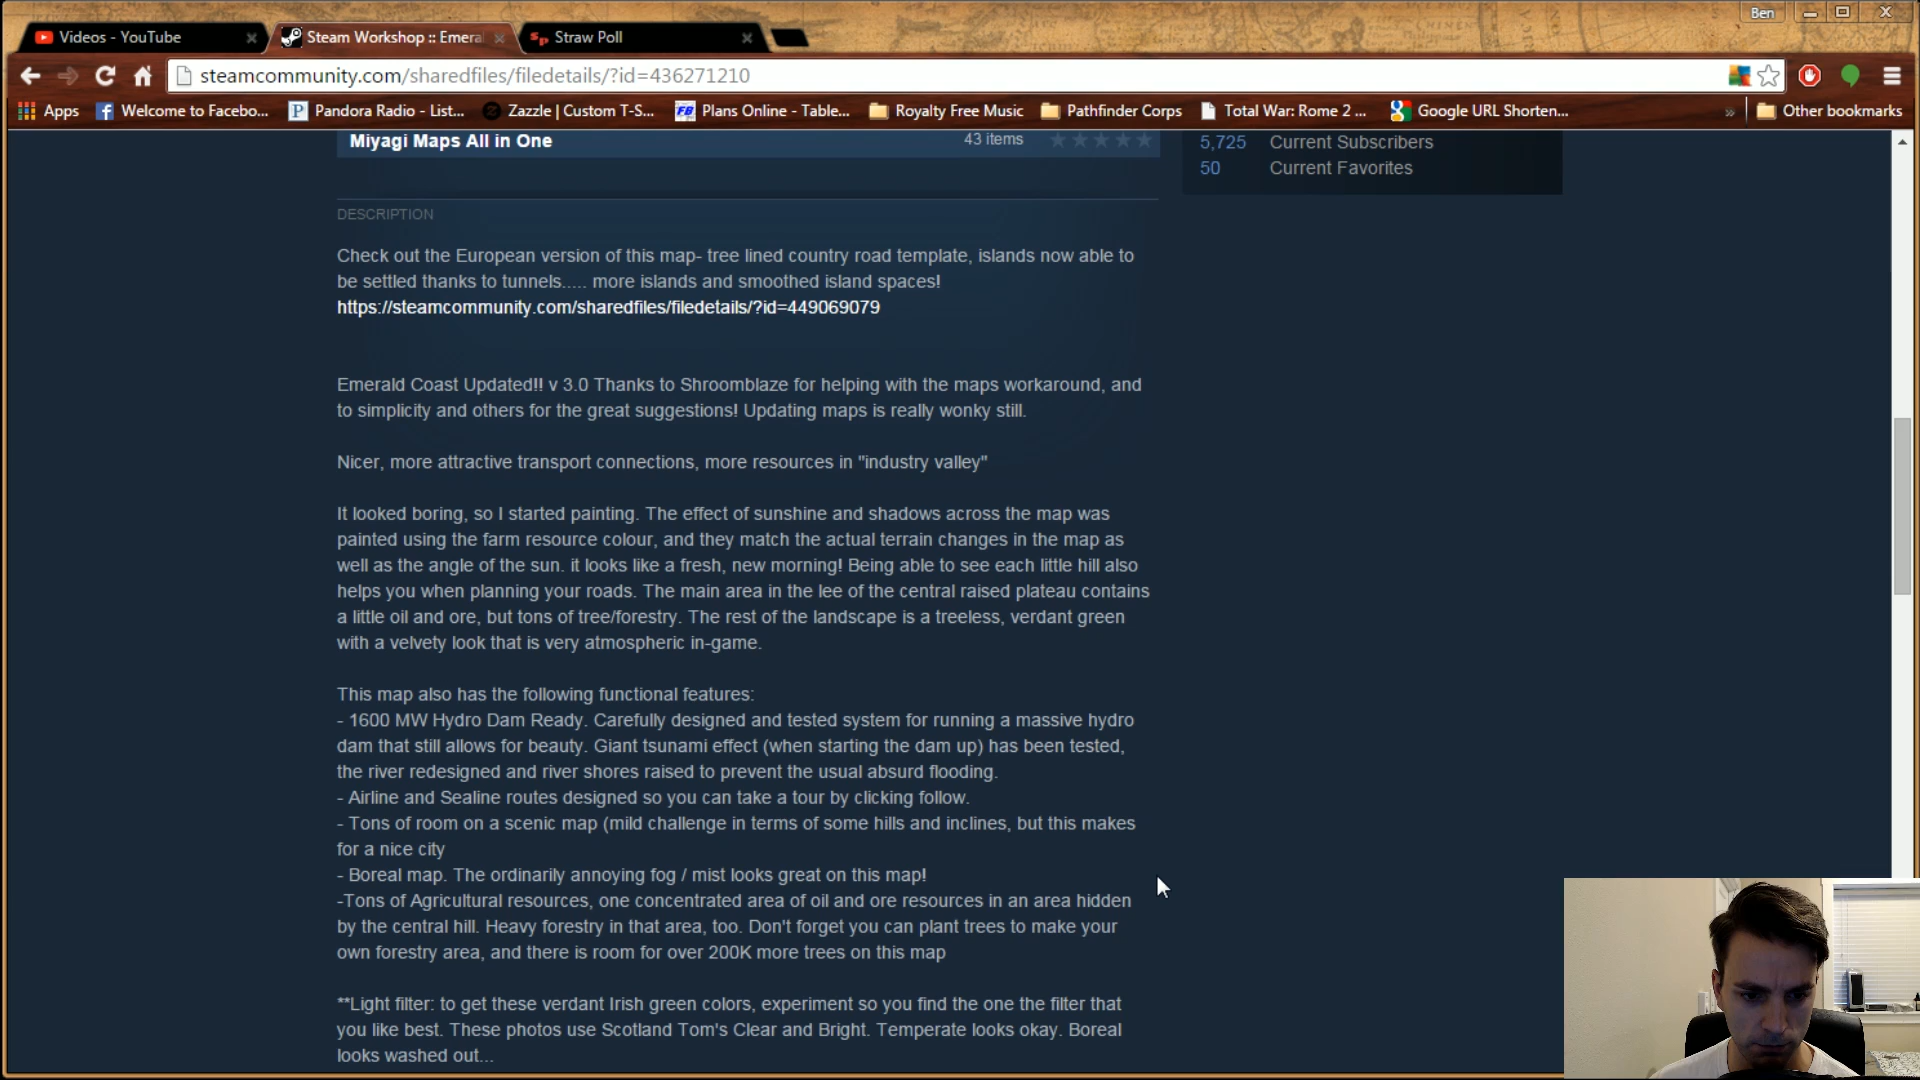 Ben
Videos - YouTube
Steam Workshop :: Emera
Straw Poll
steamcommunity.com/sharedfiles/filedetails/?id=436271210
Apps
Welcome to Facebo...
Pandora Radio - List...
Zazzle | Custom T-S...
Plans Online - Table...
Royalty Free Music
Pathfinder Corps
Total War: Rome 2 ...
Google URL Shorten...
»
Other bookmarks
Miyagi Maps All in One
43 items
5,725 Current Subscribers
50 Current Favorites
DESCRIPTION
Check out the European version of this map- tree lined country road template, islands now able to
be settled thanks to tunnels..... more islands and smoothed island spaces!
https://steamcommunity.com/sharedfiles/filedetails/?id=449069079
Emerald Coast Updated!! v 3.0 Thanks to Shroomblaze for helping with the maps workaround, and
to simplicity and others for the great suggestions! Updating maps is really wonky still.
Nicer, more attractive transport connections, more resources in "industry valley"
It looked boring, so I started painting. The effect of sunshine and shadows across the map was
painted using the farm resource colour, and they match the actual terrain changes in the map as
well as the angle of the sun. it looks like a fresh, new morning! Being able to see each little hill also
helps you when planning your roads. The main area in the lee of the central raised plateau contains
a little oil and ore, but tons of tree/forestry. The rest of the landscape is a treeless, verdant green
with a velvety look that is very atmospheric in-game.
This map also has the following functional features:
- 1600 MW Hydro Dam Ready. Carefully designed and tested system for running a massive hydro
dam that still allows for beauty. Giant tsunami effect (when starting the dam up) has been tested,
the river redesigned and river shores raised to prevent the usual absurd flooding.
- Airline and Sealine routes designed so you can take a tour by clicking follow.
- Tons of room on a scenic map (mild challenge in terms of some hills and inclines, but this makes
for a nice city
- Boreal map. The ordinarily annoying fog / mist looks great on this map!
-Tons of Agricultural resources, one concentrated area of oil and ore resources in an area hidden
by the central hill. Heavy forestry in that area, too. Don't forget you can plant trees to make your
own forestry area, and there is room for over 200K more trees on this map
**Light filter: to get these verdant Irish green colors, experiment so you find the one the filter that
you like best. These photos use Scotland Tom's Clear and Bright. Temperate looks okay. Boreal
looks washed out...